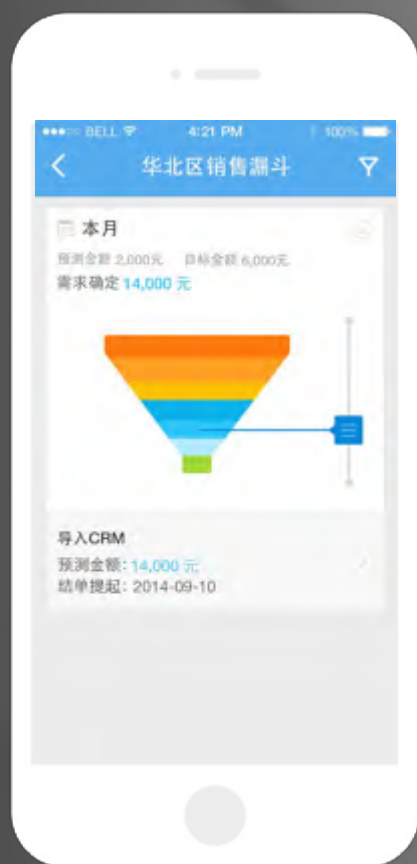 BELL 4:21 PM 100%
华北区销售漏斗
本月
预测金额 2,000元 目标金额 6,000元
需求确定 14,000 元
导入CRM
预测金额：14,000 元
结单提起：2014-09-10